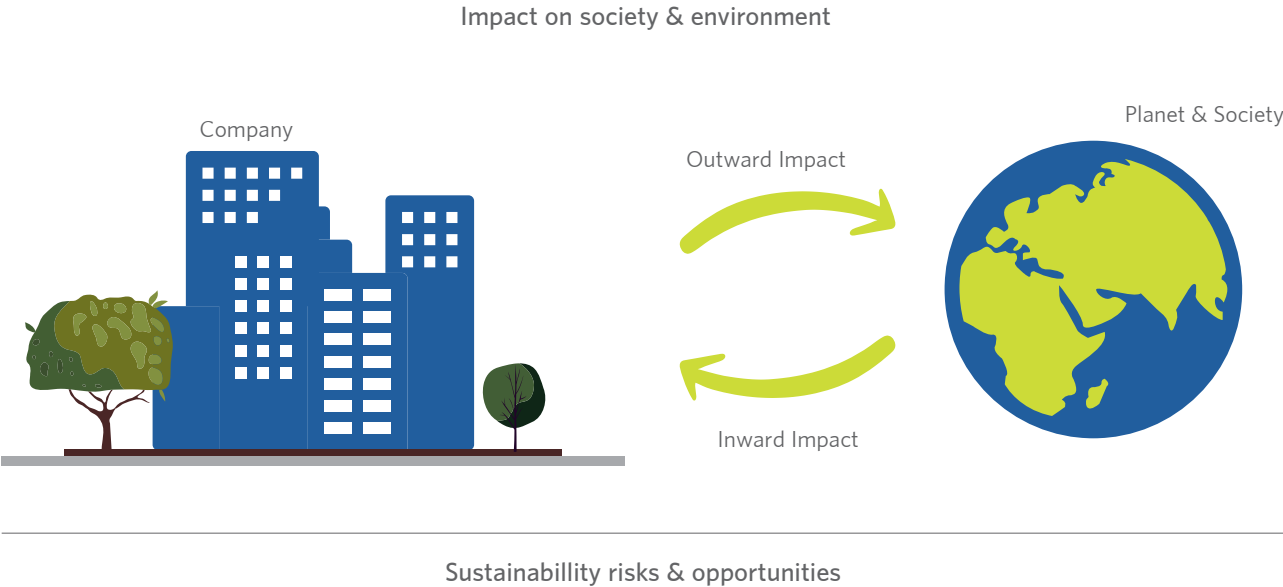 Impact on society & environment
Planet & Society
Company
Outward Impact
Inward Impact
Sustainabillity risks & opportunities